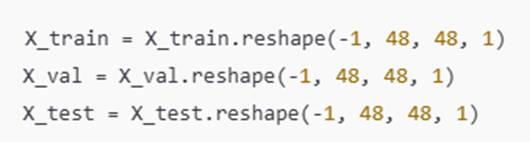 X_train = X_train.reshape(-1, 48, 48, 1)
X_val = X_val.reshape(-1, 48, 48, 1)
X_test = X_test.reshape(-1, 48, 48, 1)